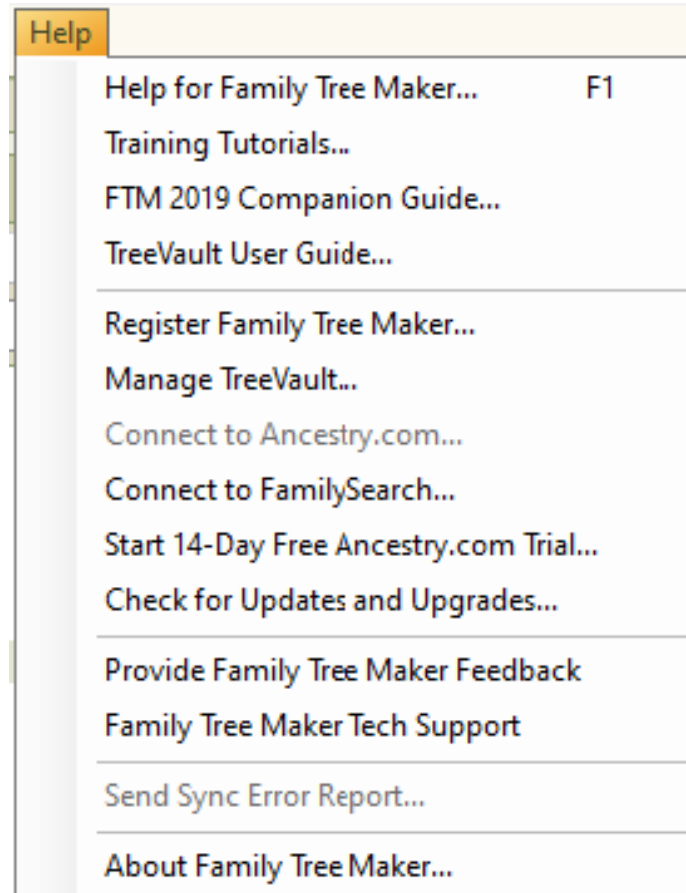 Help
Help for Family Tree Maker... F1
Training Tutorials...
FTM 2019 Companion Guide...
TreeVault User Guide...
Register Family Tree Maker...
Manage TreeVault...
Connect to Ancestry.com...
Connect to FamilySearch...
Start 14-Day Free Ancestry.com Trial...
Check for Updates and Upgrades...
Provide Family Tree Maker Feedback
Family Tree Maker Tech Support
Send Sync Error Report...
About Family Tree Maker...